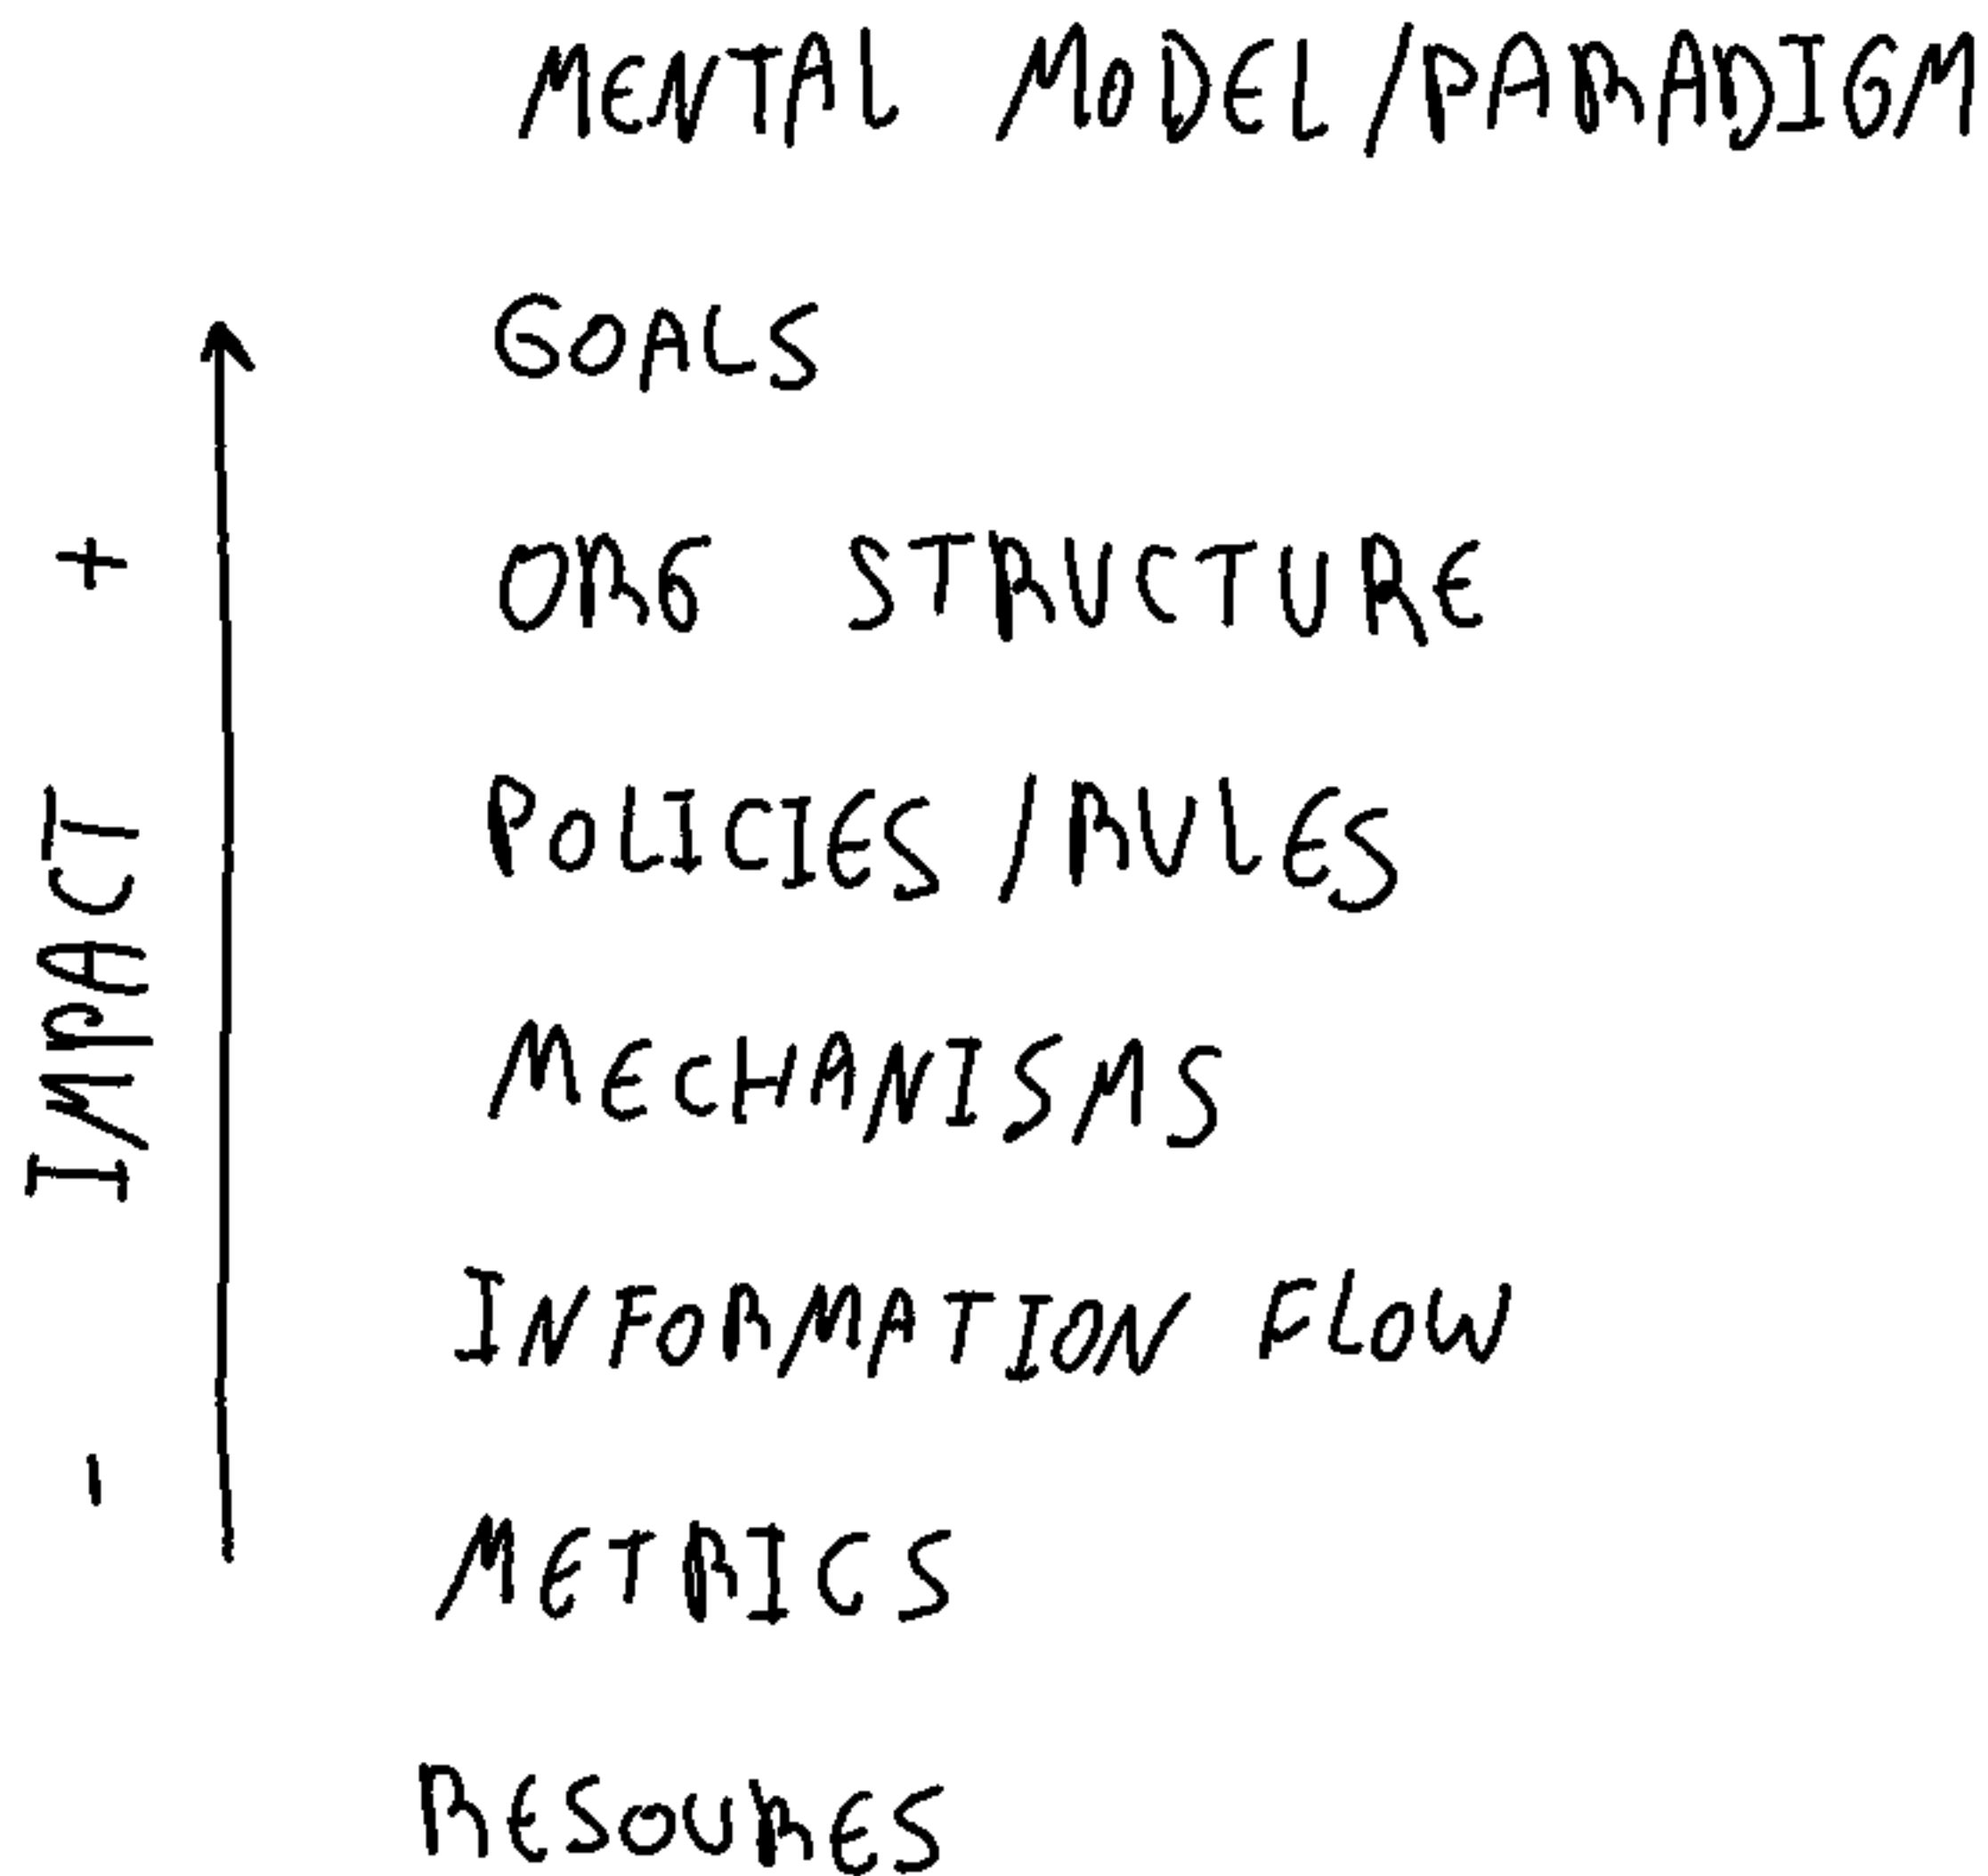 MENTAL MODEL/PARADIGM
GOALS
ORG STRUCTURE
POLICIES/RULES
MECHANISMS
INFORMATION FLOW
METRICS
RESOURES
- IMPACT +